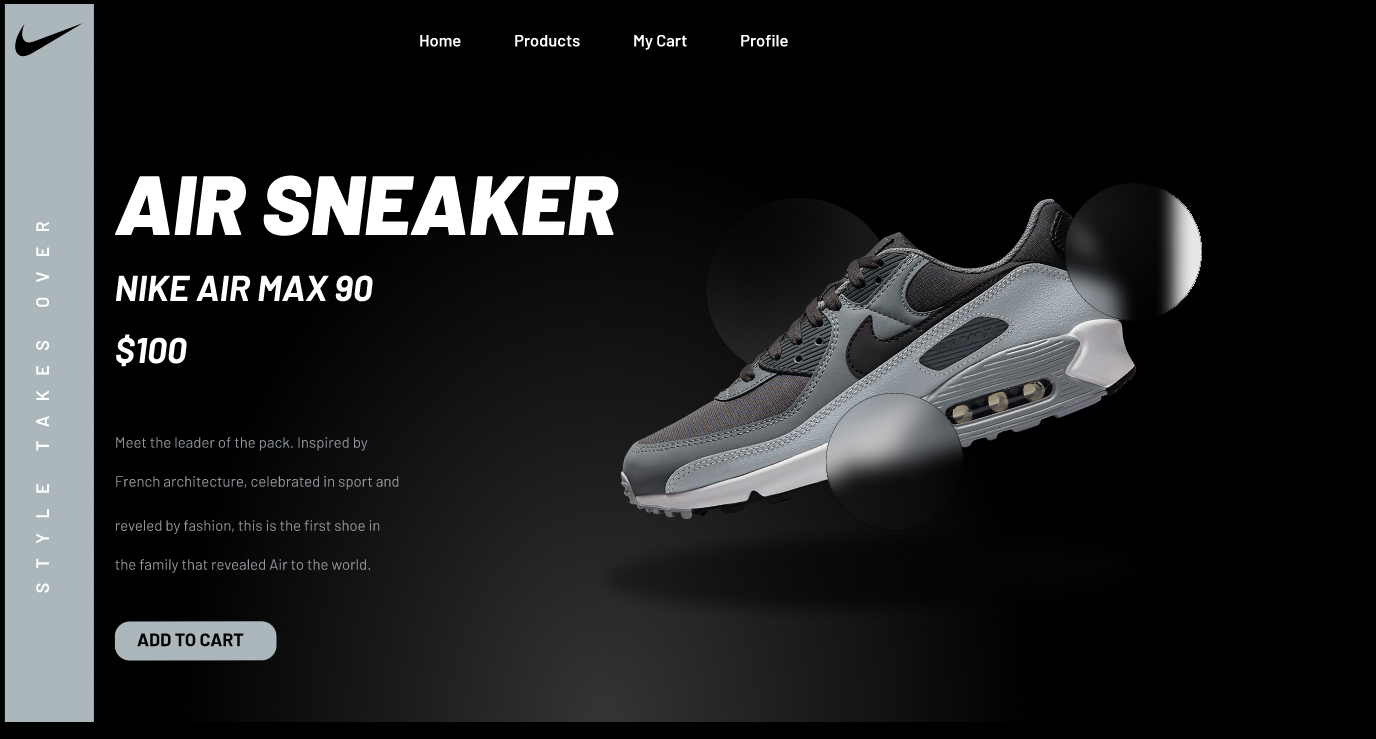 Home Products My Cart Profile
STYLE TAKES OVER
AIR SNEAKER
NIKE AIR MAX 90
$100
Meet the leader of the pack. Inspired by
French architecture, celebrated in sport and
reveled by fashion, this is the first shoe in
the family that revealed Air to the world.
ADD TO CART